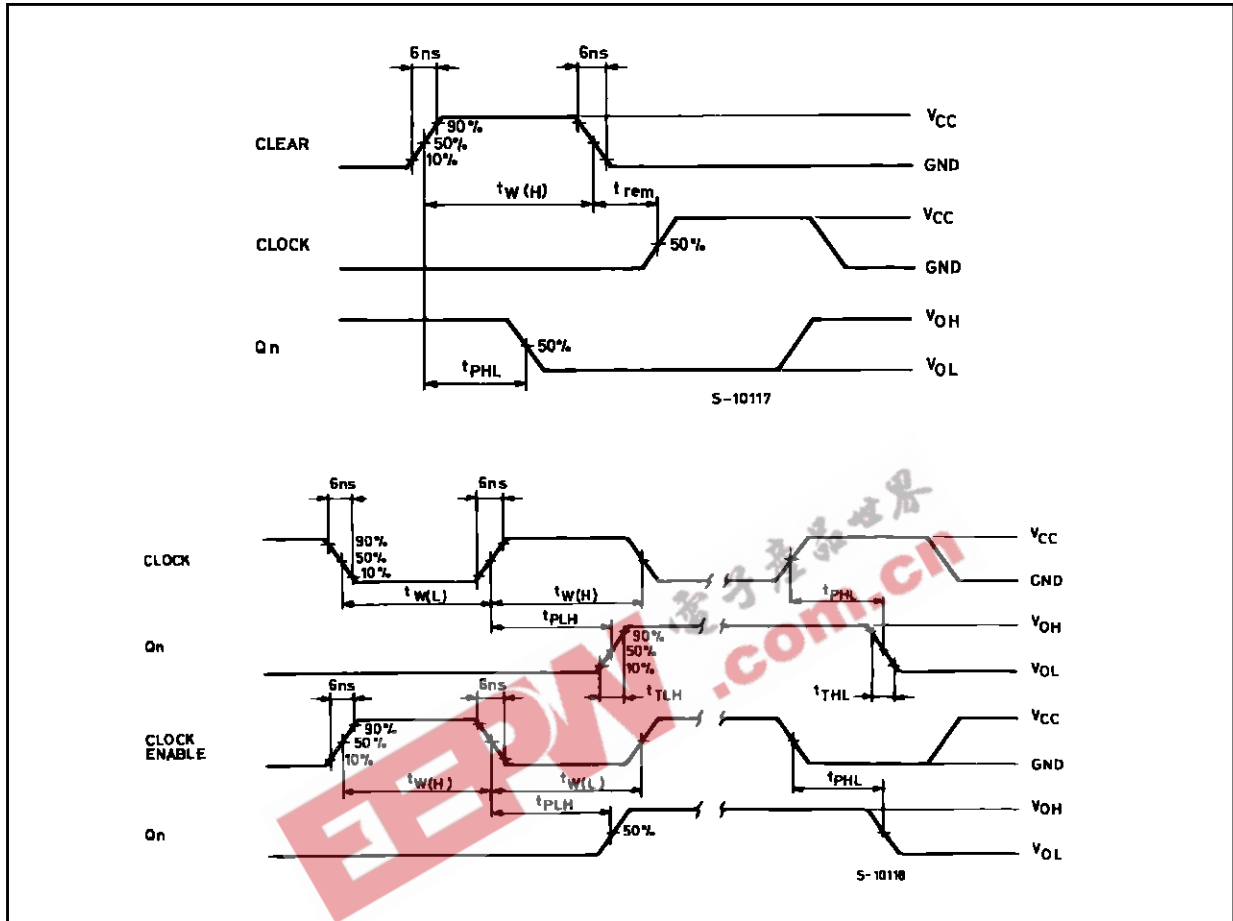 6ns 6ns
CLEAR 90% 50% 10% VCC GND
tW(H) trem
CLOCK 50% VCC GND
Qn 50% VOH VOL
tPHL
S-10117
6ns 6ns
CLOCK 90% 50% 10% VCC GND
tW(L) tW(H) tPHL
tPLH
Qn 90% 50% 10% VOH VOL
tTLH tTHL
6ns 6ns
CLOCK ENABLE 90% 50% 10% VCC GND
tW(H) tW(L) tPHL
tPLH
Qn 50% VOH VOL
S-10118
EEPW
.com.cn
電子産品世界